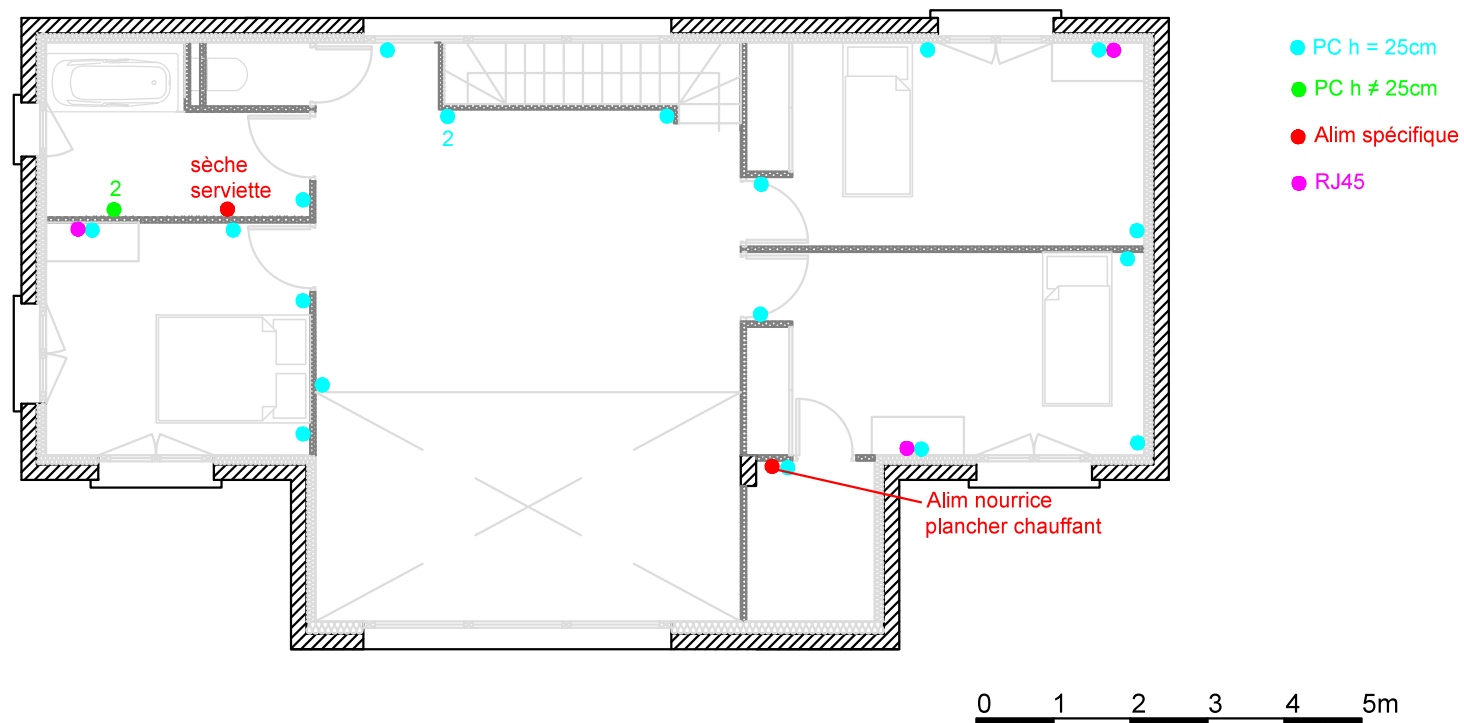 PC h = 25cm
PC h ≠ 25cm
Alim spécifique
RJ45
2
sèche
serviette
2
Alim nourrice
plancher chauffant
0 1 2 3 4 5m